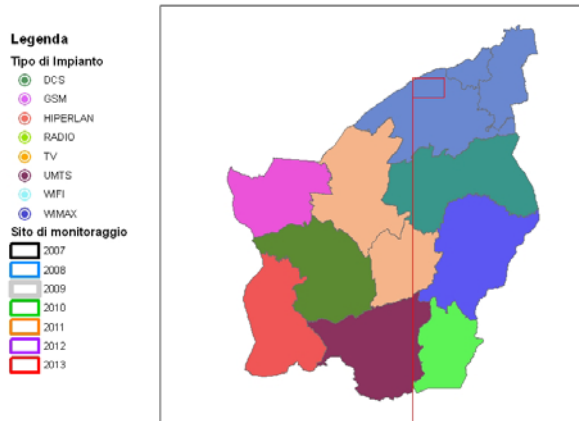 Legenda
Tipo di Impianto
DCS
GSM
HIPERLAN
RADIO
TV
UMTS
WIFI
WIMAX
Sito di monitoraggio
2007
2008
2009
2010
2011
2012
2013